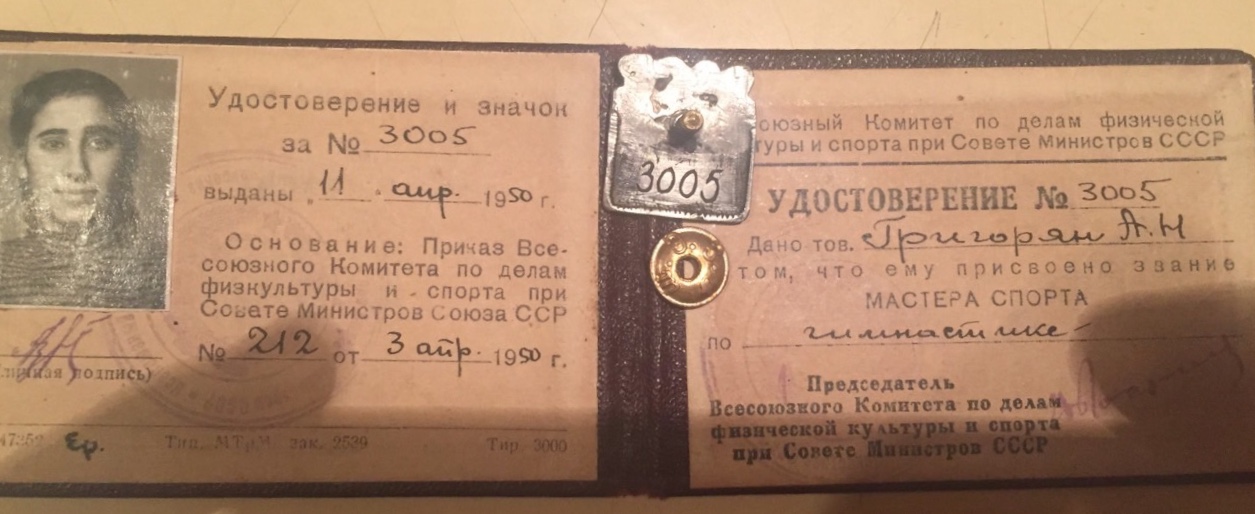 Удостоверение и значок
за № 3005
выданы „11 апр. 1950 г.
Основание: Приказ Все-
союзного Комитета по делам
физкультуры и спорта при
Совете Министров Союза ССР
№ 212 от 3 апр. 1950 г.
подпись)
Ер. Тип. МТрМ зак. 2539 Тир 3000
3005
союзный Комитет по делам физической
туры и спорта при Совете Министров СССР
УДОСТОВЕРЕНИЕ № 3005
Дано тов. Григорян А.Н
том, что ему присвоено звание
МАСТЕРА СПОРТА
по гимнастике
Председатель
Всесоюзного Комитета по делам
физической культуры и спорта
при Совете Министров СССР